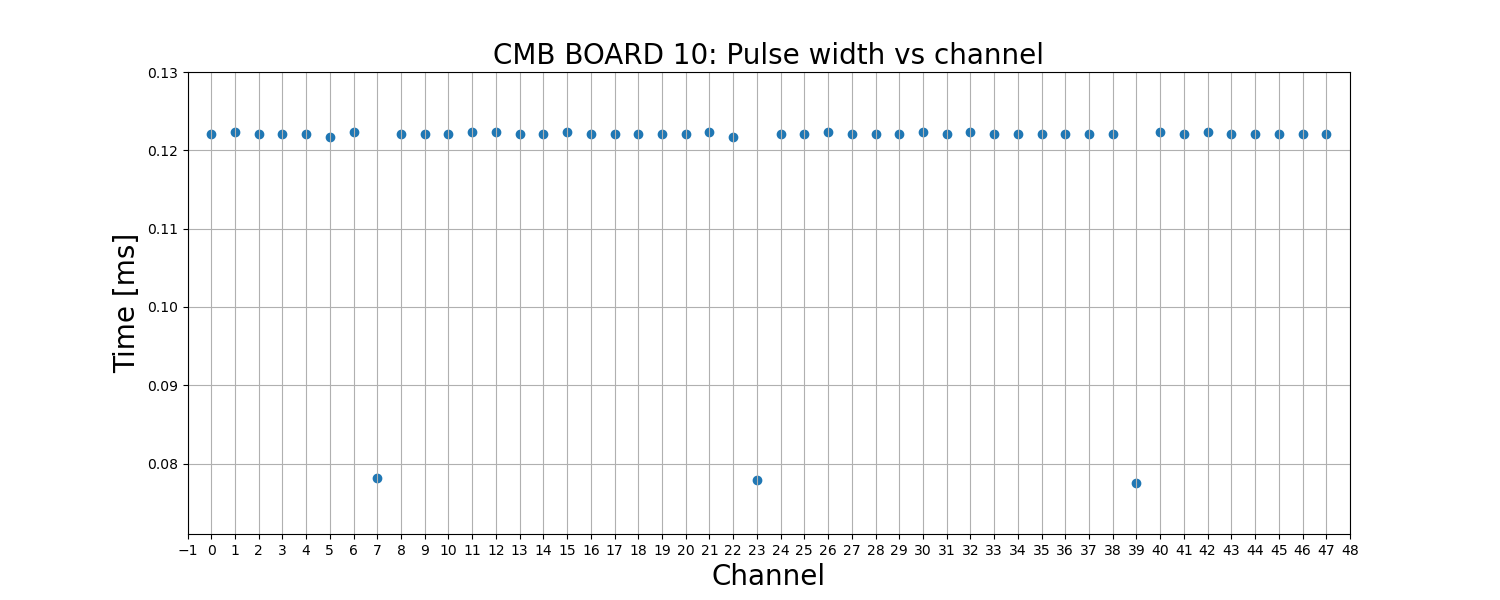 CMB BOARD 10: Pulse width vs channel
0.13
0.12
0.11
0.10
0.09
0.08
Time [ms]
−1 0 1 2 3 4 5 6 7 8 9 10 11 12 13 14 15 16 17 18 19 20 21 22 23 24 25 26 27 28 29 30 31 32 33 34 35 36 37 38 39 40 41 42 43 44 45 46 47 48
Channel